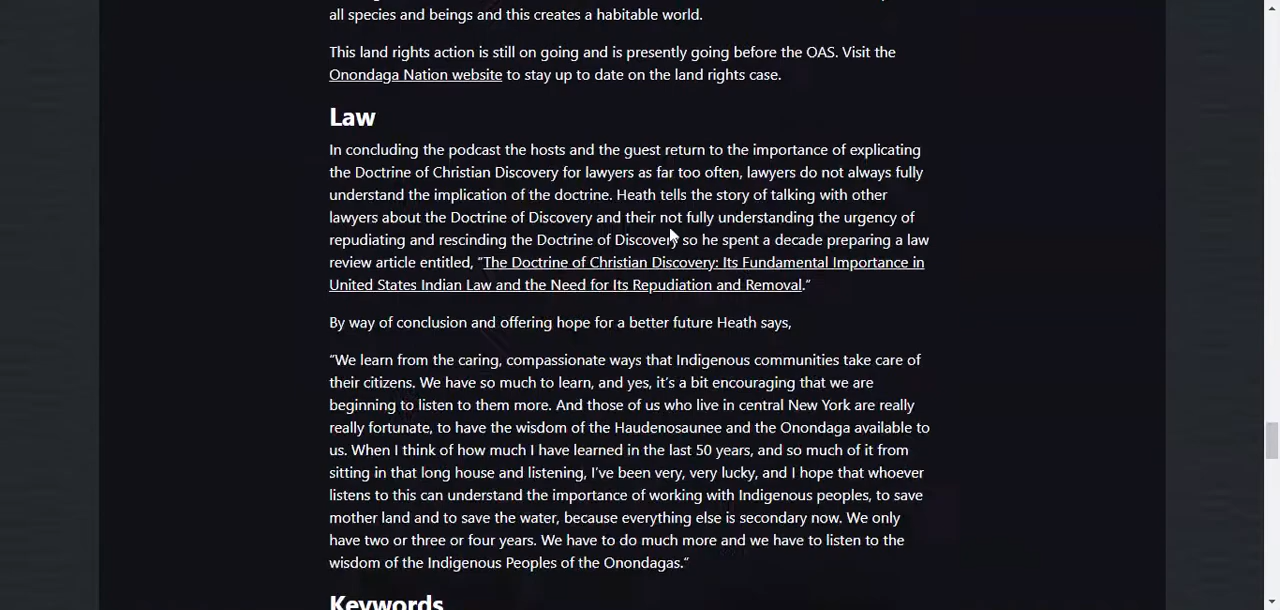 all species and beings and this creates a habitable world.
This land rights action is still on going and is presently going before the OAS. Visit the
Onondaga Nation website to stay up to date on the land rights case.
Law
In concluding the podcast the hosts and the guest return to the importance of explicating
the Doctrine of Christian Discovery for lawyers as far too often, lawyers do not always fully
understand the implication of the doctrine. Heath tells the story of talking with other
lawyers about the Doctrine of Discovery and their not fully understanding the urgency of
repudiating and rescinding the Doctrine of Discovery so he spent a decade preparing a law
review article entitled, “The Doctrine of Christian Discovery: Its Fundamental Importance in
United States Indian Law and the Need for Its Repudiation and Removal.”
By way of conclusion and offering hope for a better future Heath says,
“We learn from the caring, compassionate ways that Indigenous communities take care of
their citizens. We have so much to learn, and yes, it’s a bit encouraging that we are
beginning to listen to them more. And those of us who live in central New York are really
really fortunate, to have the wisdom of the Haudenosaunee and the Onondaga available to
us. When I think of how much I have learned in the last 50 years, and so much of it from
sitting in that long house and listening, I’ve been very, very lucky, and I hope that whoever
listens to this can understand the importance of working with Indigenous peoples, to save
mother land and to save the water, because everything else is secondary now. We only
have two or three or four years. We have to do much more and we have to listen to the
wisdom of the Indigenous Peoples of the Onondagas.“
Keywords